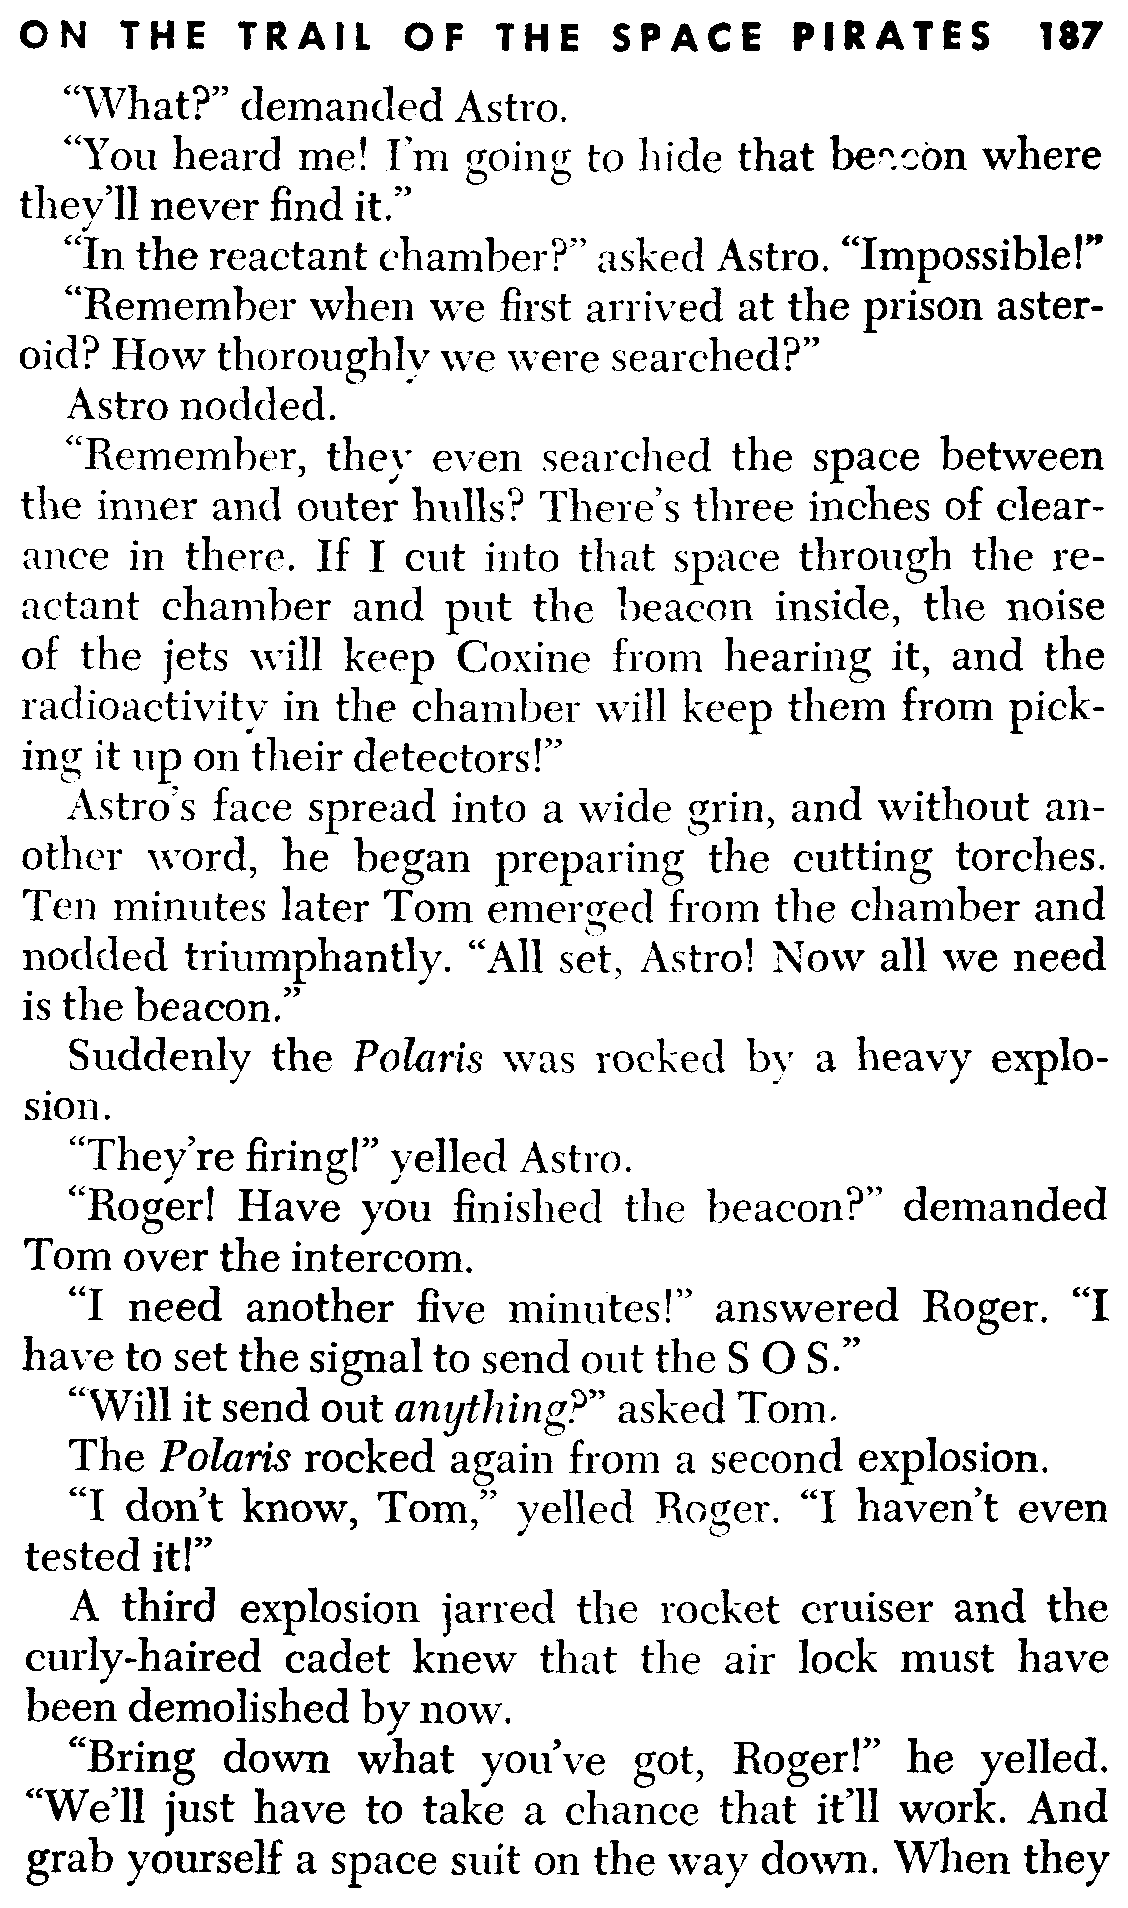 ON THE TRAIL OF THE SPACE PIRATES 187
“What?” demanded Astro.
“You heard me! I’m going to hide that beacon where
they’ll never find it.”
“In the reactant chamber?” asked Astro. “Impossible!”
“Remember when we first arrived at the prison aster-
oid? How thoroughly we were searched?”
Astro nodded.
“Remember, they even searched the space between
the inner and outer hulls? There’s three inches of clear-
ance in there. If I cut into that space through the re-
actant chamber and put the beacon inside, the noise
of the jets will keep Coxine from hearing it, and the
radioactivity in the chamber will keep them from pick-
ing it up on their detectors!”
Astro’s face spread into a wide grin, and without an-
other word, he began preparing the cutting torches.
Ten minutes later Tom emerged from the chamber and
nodded triumphantly. “All set, Astro! Now all we need
is the beacon.”
Suddenly the Polaris was rocked by a heavy explo-
sion.
“They’re firing!” yelled Astro.
“Roger! Have you finished the beacon?” demanded
Tom over the intercom.
“I need another five minutes!” answered Roger. “I
have to set the signal to send out the S O S.”
“Will it send out anything?” asked Tom.
The Polaris rocked again from a second explosion.
“I don’t know, Tom,” yelled Roger. “I haven’t even
tested it!”
A third explosion jarred the rocket cruiser and the
curly-haired cadet knew that the air lock must have
been demolished by now.
“Bring down what you’ve got, Roger!” he yelled.
“We’ll just have to take a chance that it’ll work. And
grab yourself a space suit on the way down. When they